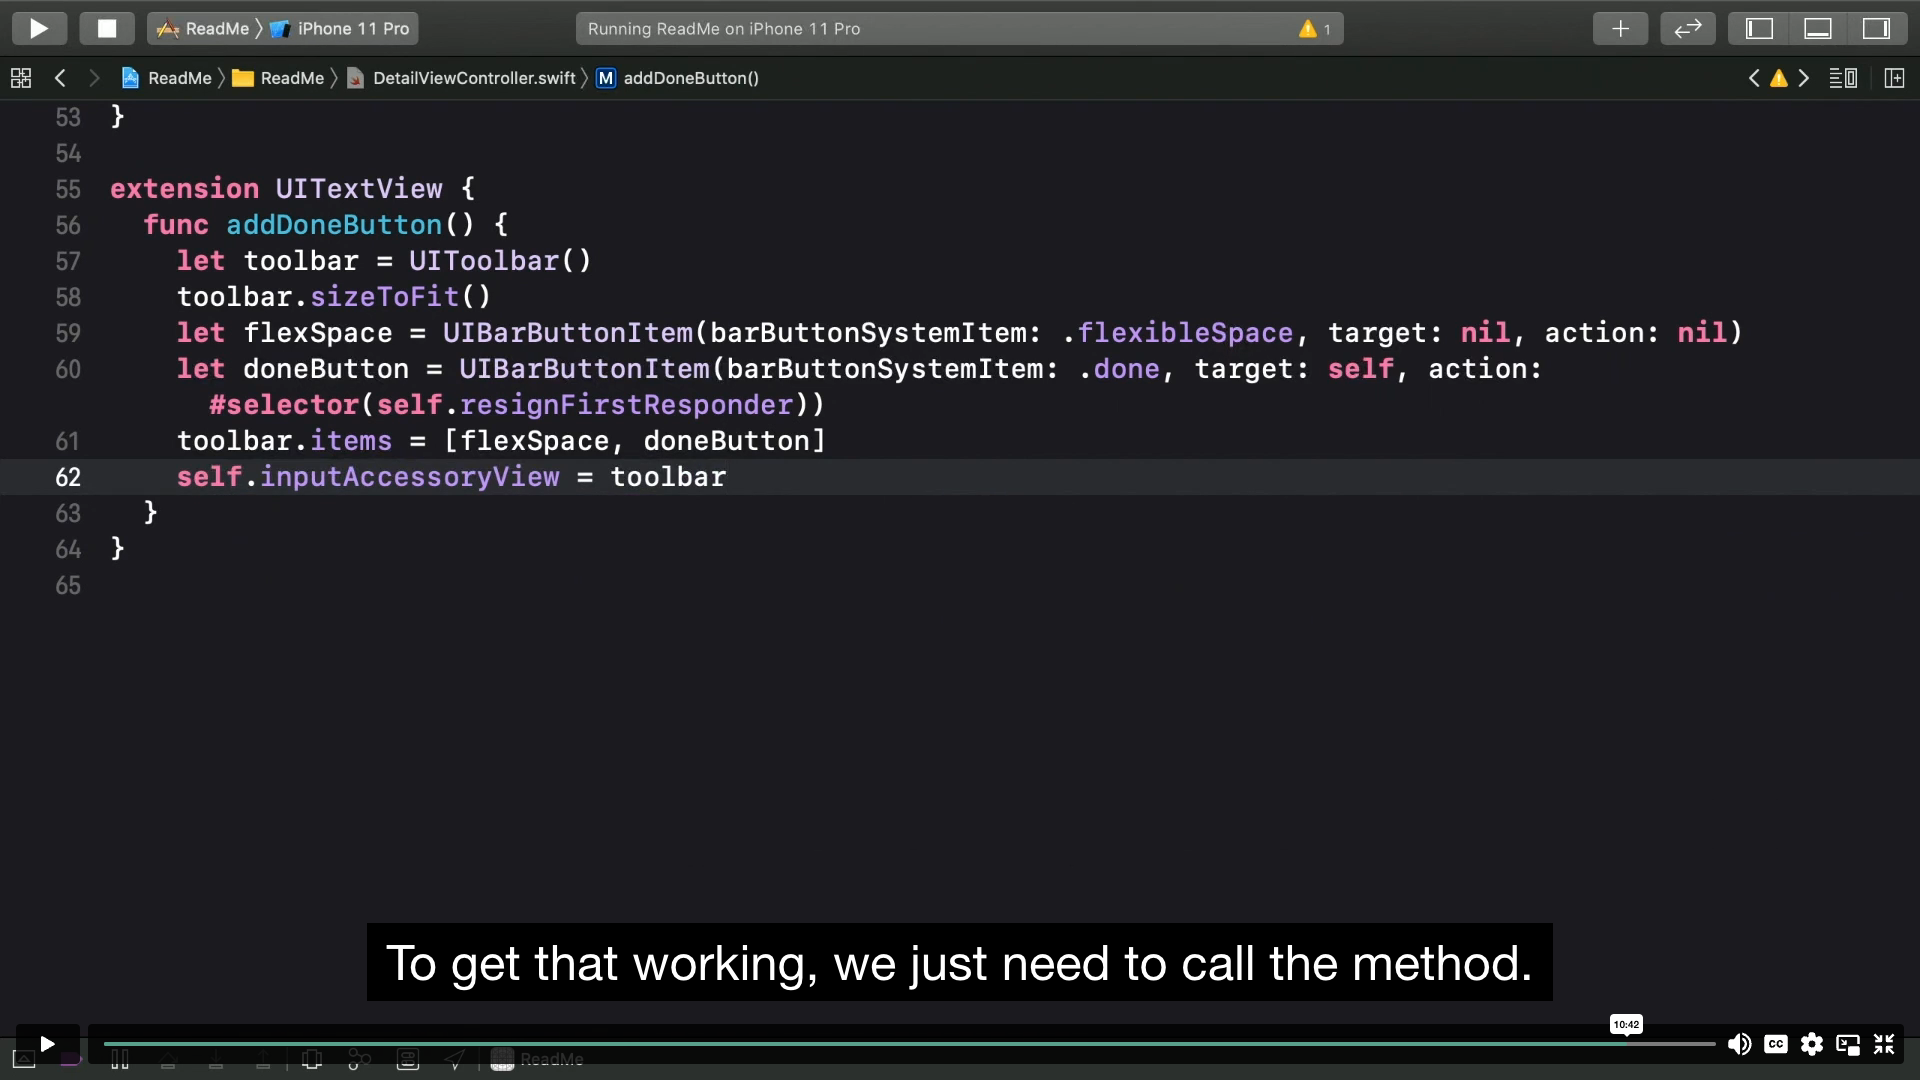 ReadMe iPhone 11 Pro Running ReadMe on iPhone 11 Pro 1
ReadMe ReadMe DetailViewController.swift M addDoneButton()
53 }
54
55 extension UITextView {
56 func addDoneButton() {
57 let toolbar = UIToolbar()
58 toolbar.sizeToFit()
59 let flexSpace = UIBarButtonItem(barButtonSystemItem: .flexibleSpace, target: nil, action: nil)
60 let doneButton = UIBarButtonItem(barButtonSystemItem: .done, target: self, action:
#selector(self.resignFirstResponder))
61 toolbar.items = [flexSpace, doneButton]
62 self.inputAccessoryView = toolbar
63 }
64 }
65
To get that working, we just need to call the method.
10:42
CC
ReadMe